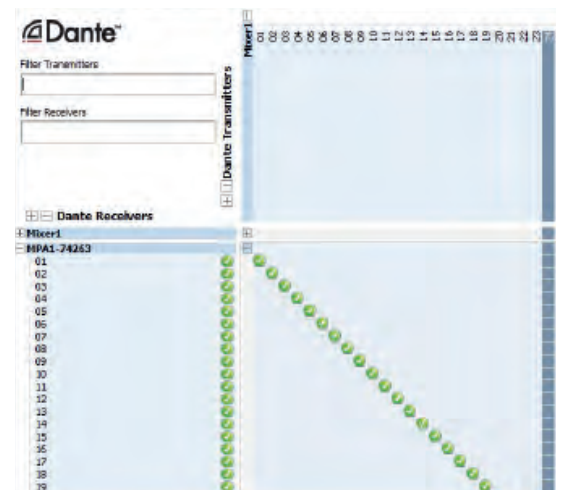 Dante™
Filter Transmitters
Filter Receivers
Dante Transmitters
Mixer1
01 02 03 04 05 06 07 08 09 10 11 12 13 14 15 16 17 18 19 20 21 22 23
Dante Receivers
Mixer1
MPA1-74263
01
02
03
04
05
06
07
08
09
10
11
12
13
14
15
16
17
18
19